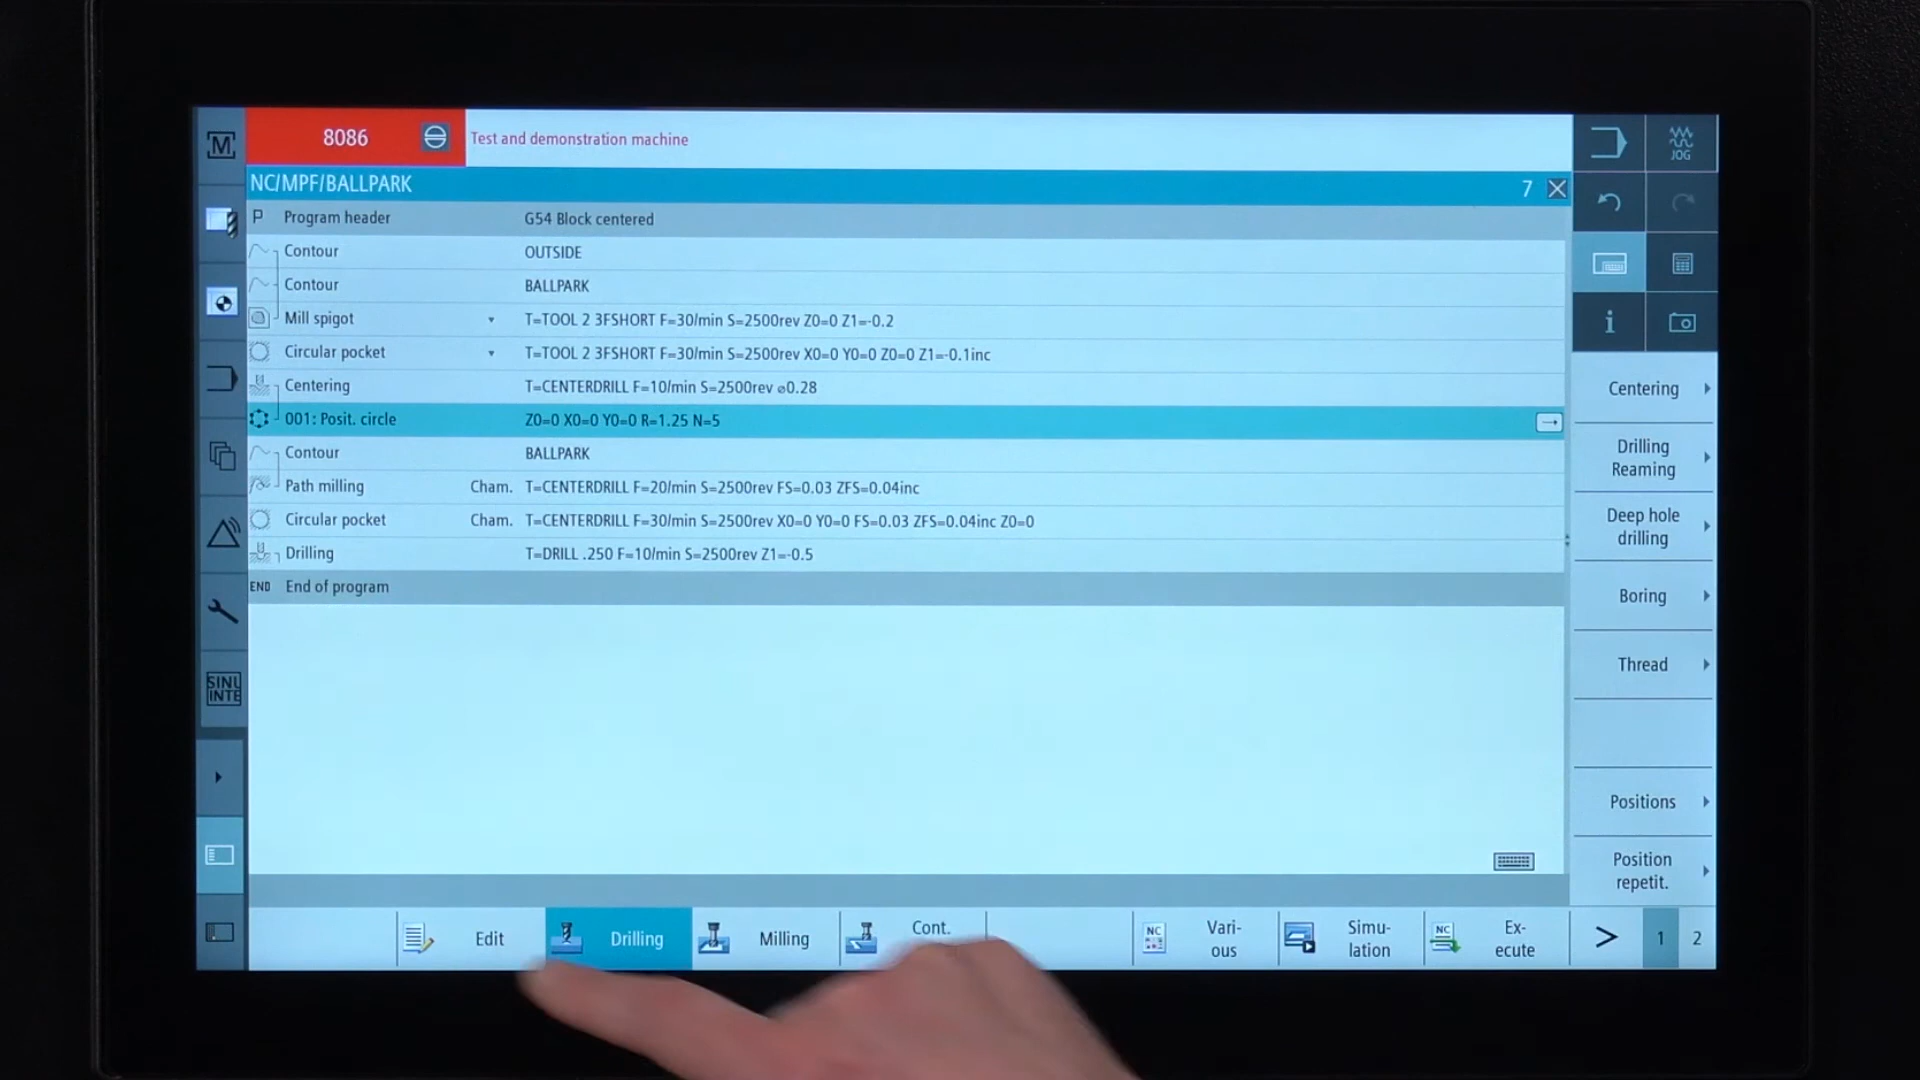 M 8086 Test and demonstration machine JOG
NC/MPF/BALLPARK 7
P Program header G54 Block centered
Contour OUTSIDE
Contour BALLPARK
Mill spigot T=TOOL 2 3FSHORT F=30/min S=2500rev Z0=0 Z1=-0.2
Circular pocket T=TOOL 2 3FSHORT F=30/min S=2500rev X0=0 Y0=0 Z0=0 Z1=-0.1inc
Centering T=CENTERDRILL F=10/min S=2500rev ⌀0.28
001: Posit. circle Z0=0 X0=0 Y0=0 R=1.25 N=5
Contour BALLPARK
Path milling Cham. T=CENTERDRILL F=20/min S=2500rev FS=0.03 ZFS=0.04inc
Circular pocket Cham. T=CENTERDRILL F=30/min S=2500rev X0=0 Y0=0 FS=0.03 ZFS=0.04inc Z0=0
Drilling T=DRILL .250 F=10/min S=2500rev Z1=-0.5
END End of program
SINU
INTE
i
Centering
Drilling
Reaming
Deep hole
drilling
Boring
Thread
Positions
Position
repetit.
Edit
Drilling
Milling
Cont.
NC Vari-
ous
Simu-
lation
NC Ex-
ecute
> 1 2